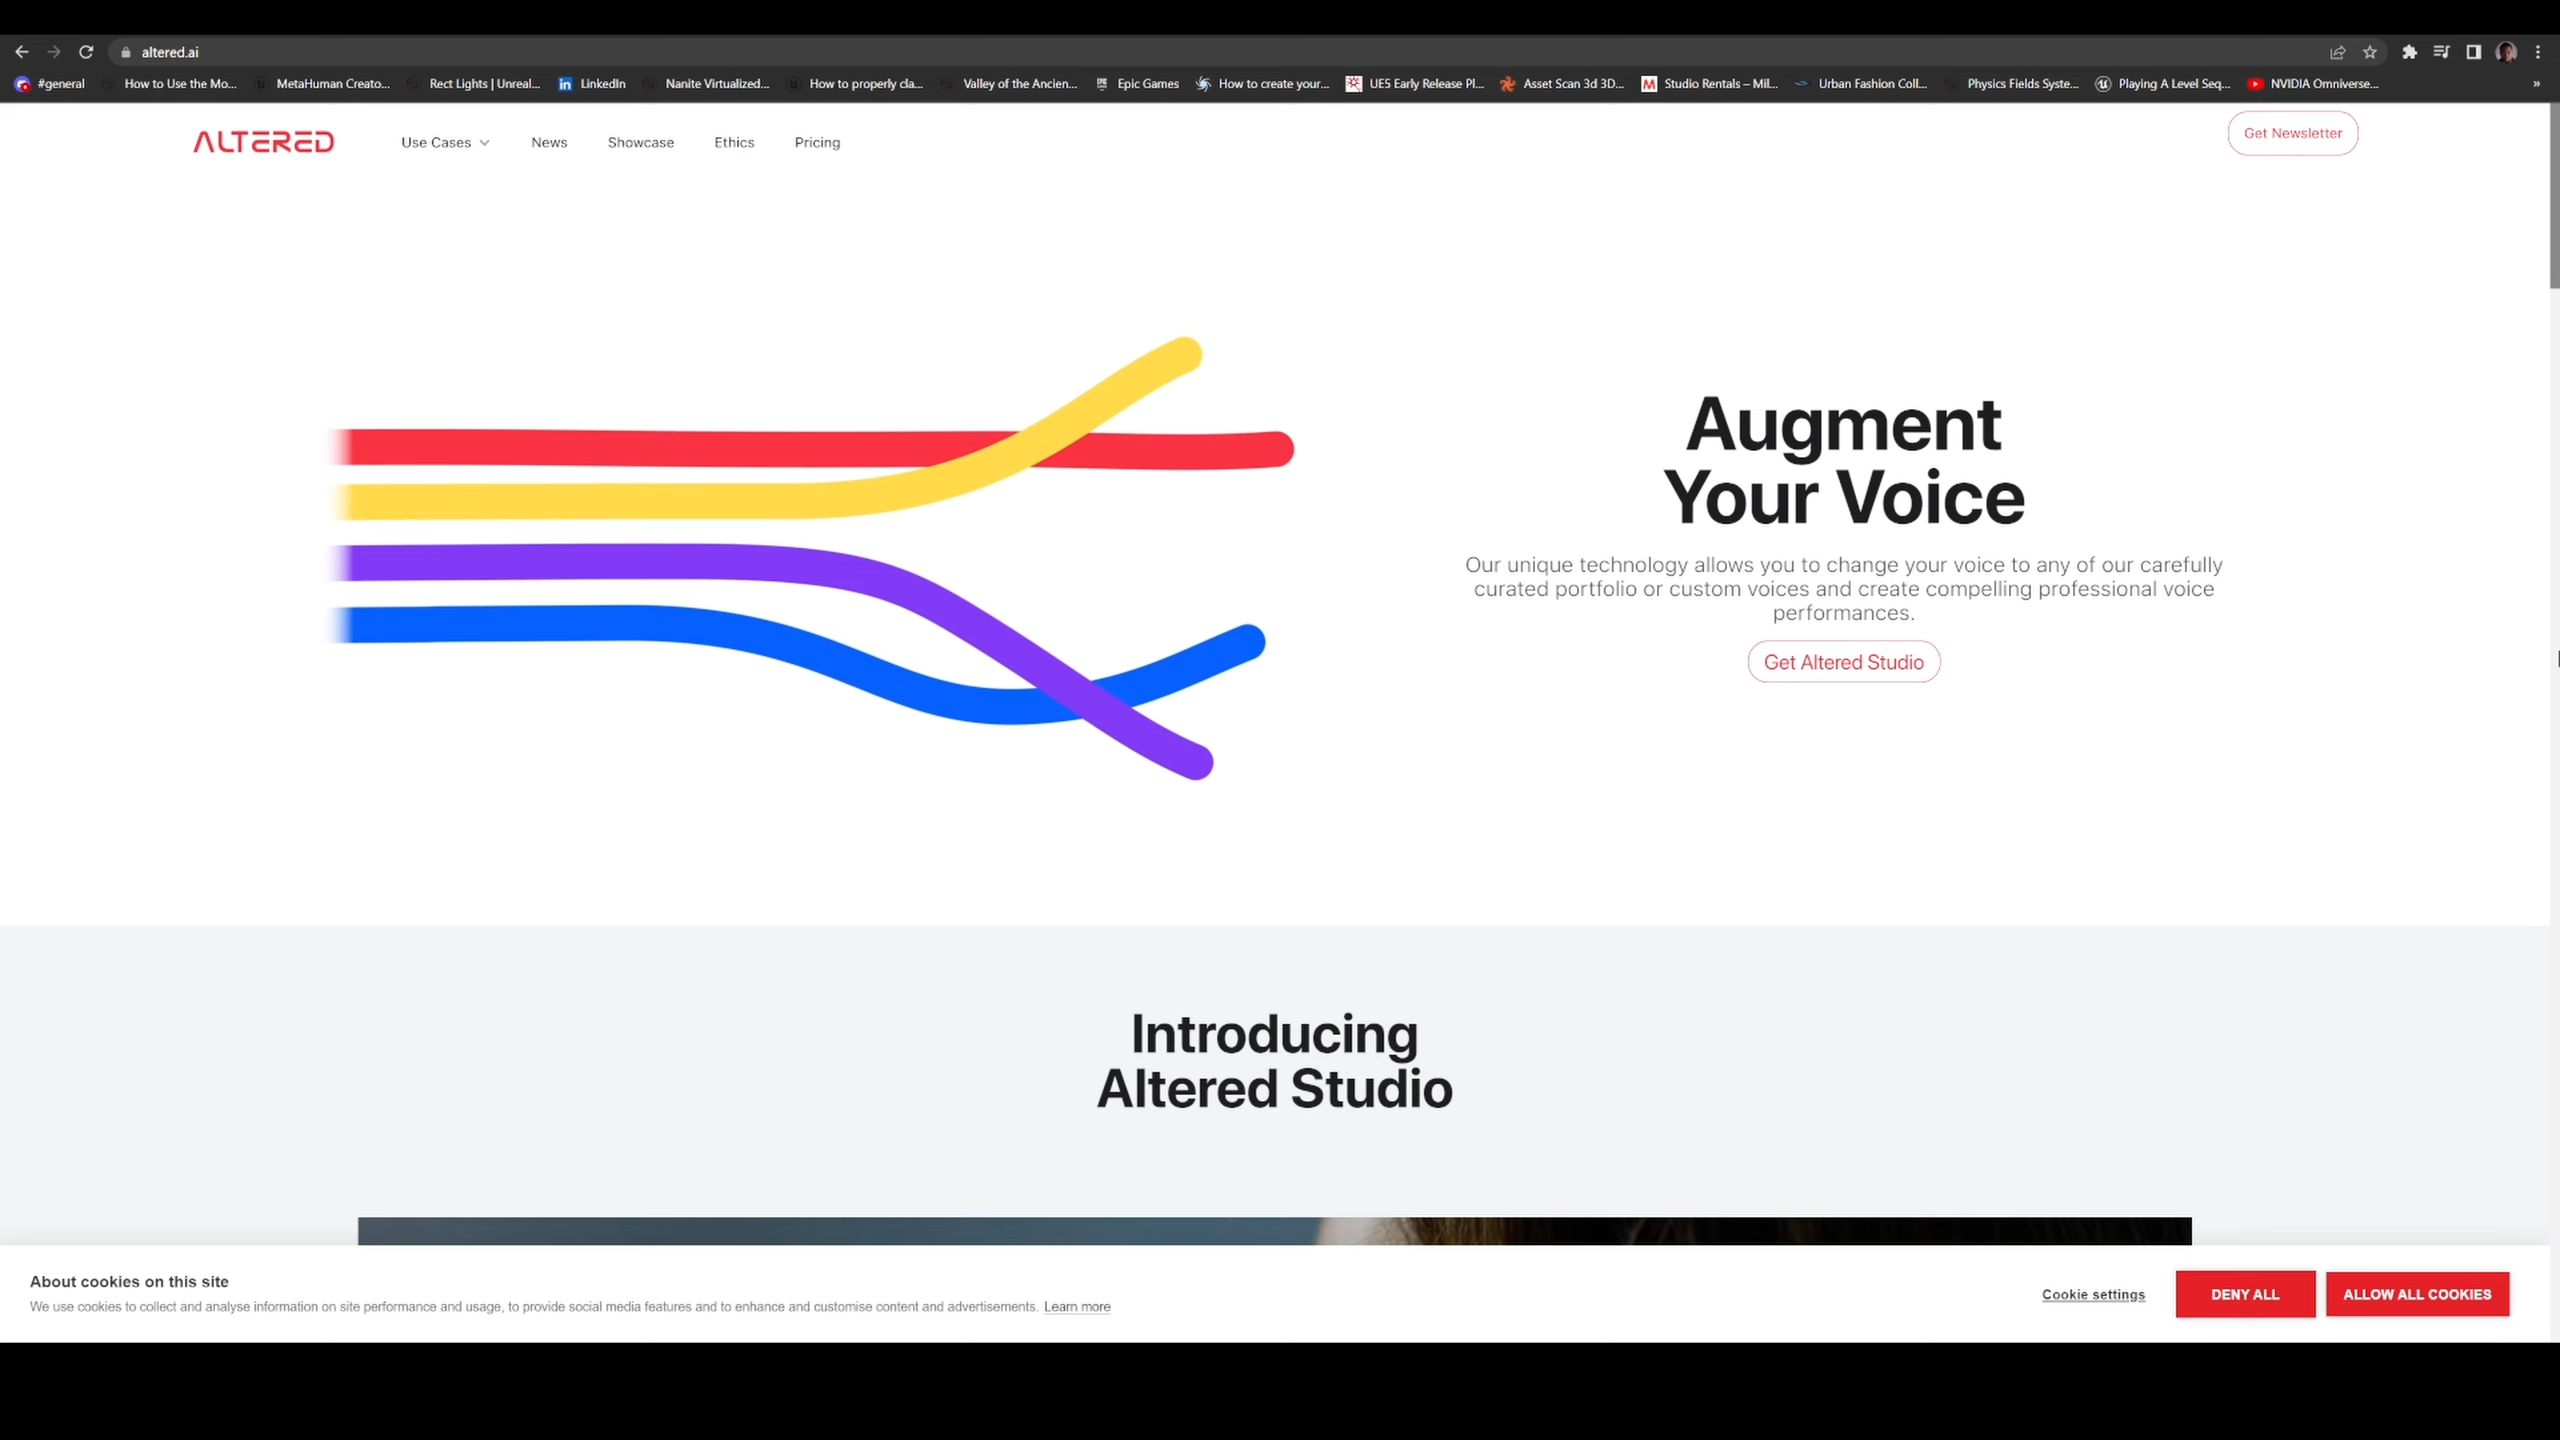 altered.ai
#general How to Use the Mo... MetaHuman Creato... Rect Lights | Unreal... LinkedIn Nanite Virtualized... How to properly cla... Valley of the Ancien... Epic Games How to create your... UE5 Early Release Pl... Asset Scan 3d 3D... Studio Rentals – Mil... Urban Fashion Coll... Physics Fields Syste... Playing A Level Seq... NVIDIA Omniverse... »
ALTERED Use Cases News Showcase Ethics Pricing Get Newsletter
Augment
Your Voice
Our unique technology allows you to change your voice to any of our carefully
curated portfolio or custom voices and create compelling professional voice
performances.
Get Altered Studio
Introducing
Altered Studio
About cookies on this site
We use cookies to collect and analyse information on site performance and usage, to provide social media features and to enhance and customise content and advertisements. Learn more
Cookie settings DENY ALL ALLOW ALL COOKIES